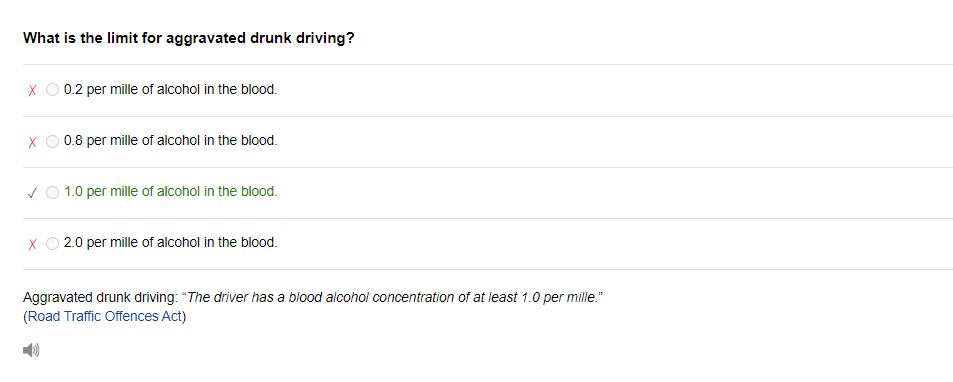 What is the limit for aggravated drunk driving?
0.2 per mille of alcohol in the blood.
0.8 per mille of alcohol in the blood.
1.0 per mille of alcohol in the blood.
2.0 per mille of alcohol in the blood.
Aggravated drunk driving: “The driver has a blood alcohol concentration of at least 1.0 per mille.”
(Road Traffic Offences Act)